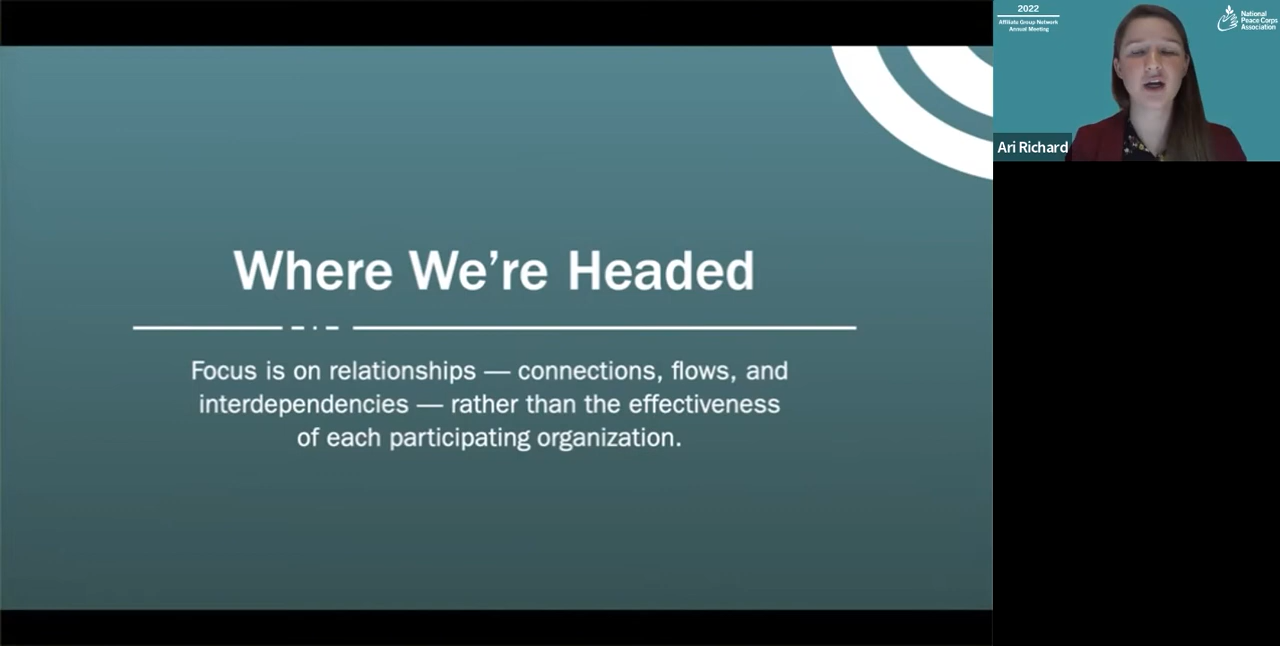 Where We're Headed
Focus is on relationships — connections, flows, and
interdependencies — rather than the effectiveness
of each participating organization.
2022
Affiliate Group Network
Annual Meeting
National
Peace Corps
Association
Ari Richard